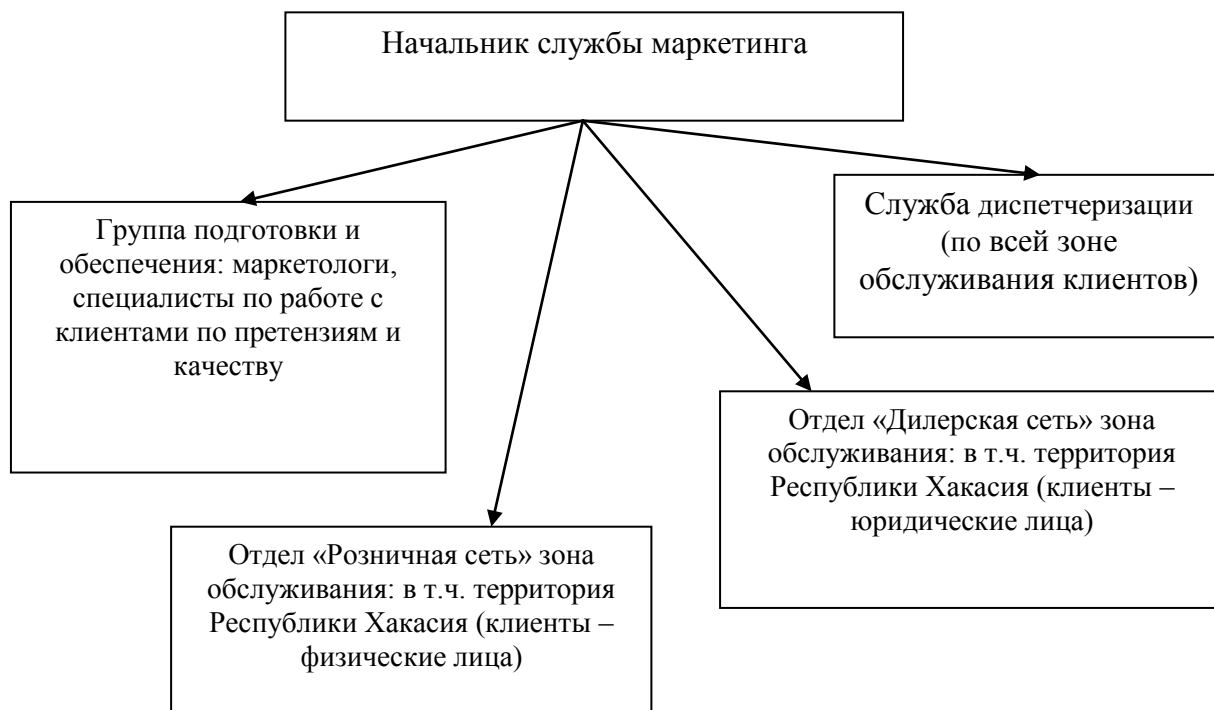 Начальник службы маркетинга
Группа подготовки и
обеспечения: маркетологи,
специалисты по работе с
клиентами по претензиям и
качеству
Служба диспетчеризации
(по всей зоне
обслуживания клиентов)
Отдел «Дилерская сеть» зона
обслуживания: в т.ч. территория
Республики Хакасия (клиенты –
юридические лица)
Отдел «Розничная сеть» зона
обслуживания: в т.ч. территория
Республики Хакасия (клиенты –
физические лица)